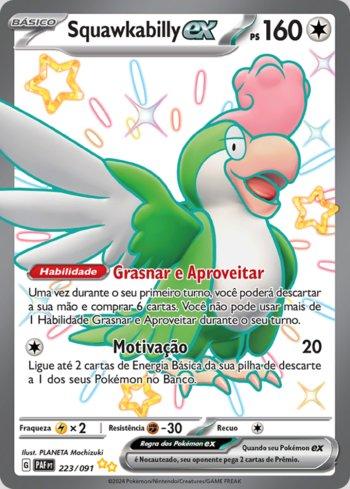 BÁSICO Squawkabilly ex PS 160
Habilidade Grasnar e Aproveitar
Uma vez durante o seu primeiro turno, você poderá descartar
a sua mão e comprar 6 cartas. Você não pode usar mais de
1 Habilidade Grasnar e Aproveitar durante o seu turno.
Motivação 20
Ligue até 2 cartas de Energia Básica da sua pilha de descarte
a 1 dos seus Pokémon no Banco.
Fraqueza ×2 Resistência -30 Recuo
Regra dos Pokémon ex Quando seu Pokémon ex
é Nocauteado, seu oponente pega 2 cartas de Prêmio.
Ilust. PLANETA Mochizuki
G PAF PT 223/091
©2024 Pokémon/Nintendo/Creatures/GAME FREAK